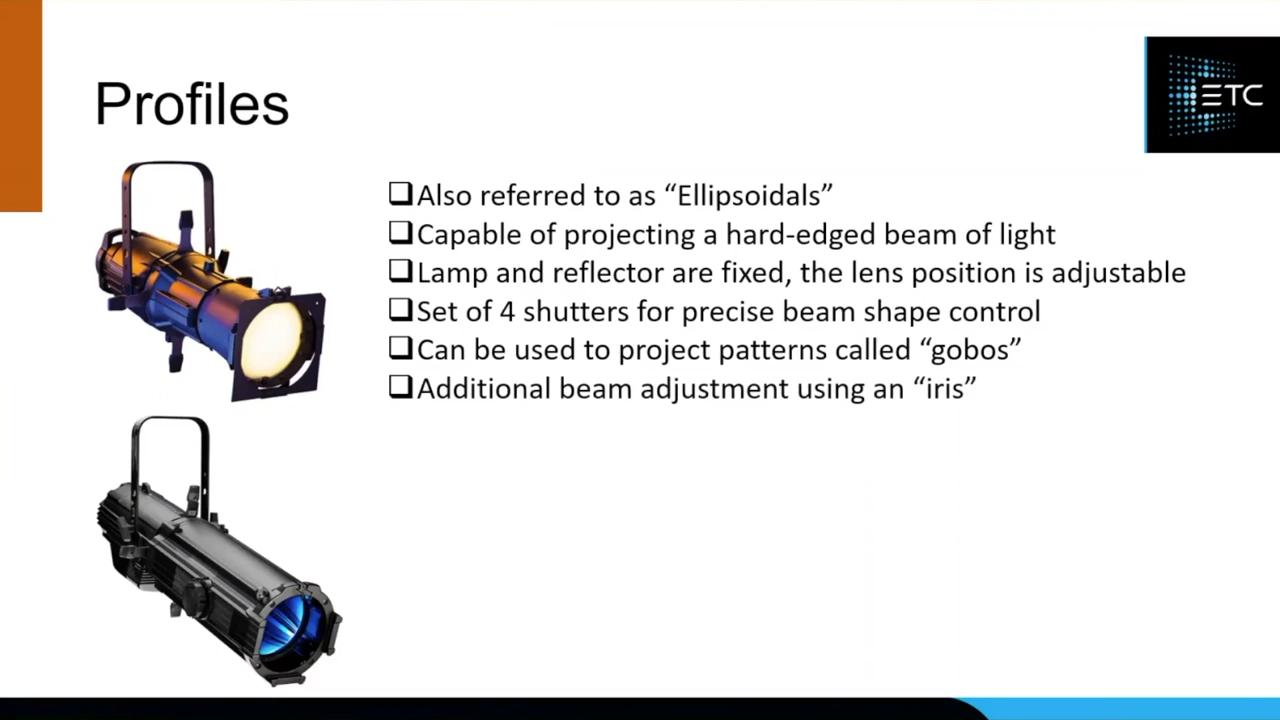 Profiles
ETC
❑Also referred to as “Ellipsoidals”
❑Capable of projecting a hard-edged beam of light
❑Lamp and reflector are fixed, the lens position is adjustable
❑Set of 4 shutters for precise beam shape control
❑Can be used to project patterns called “gobos”
❑Additional beam adjustment using an “iris”